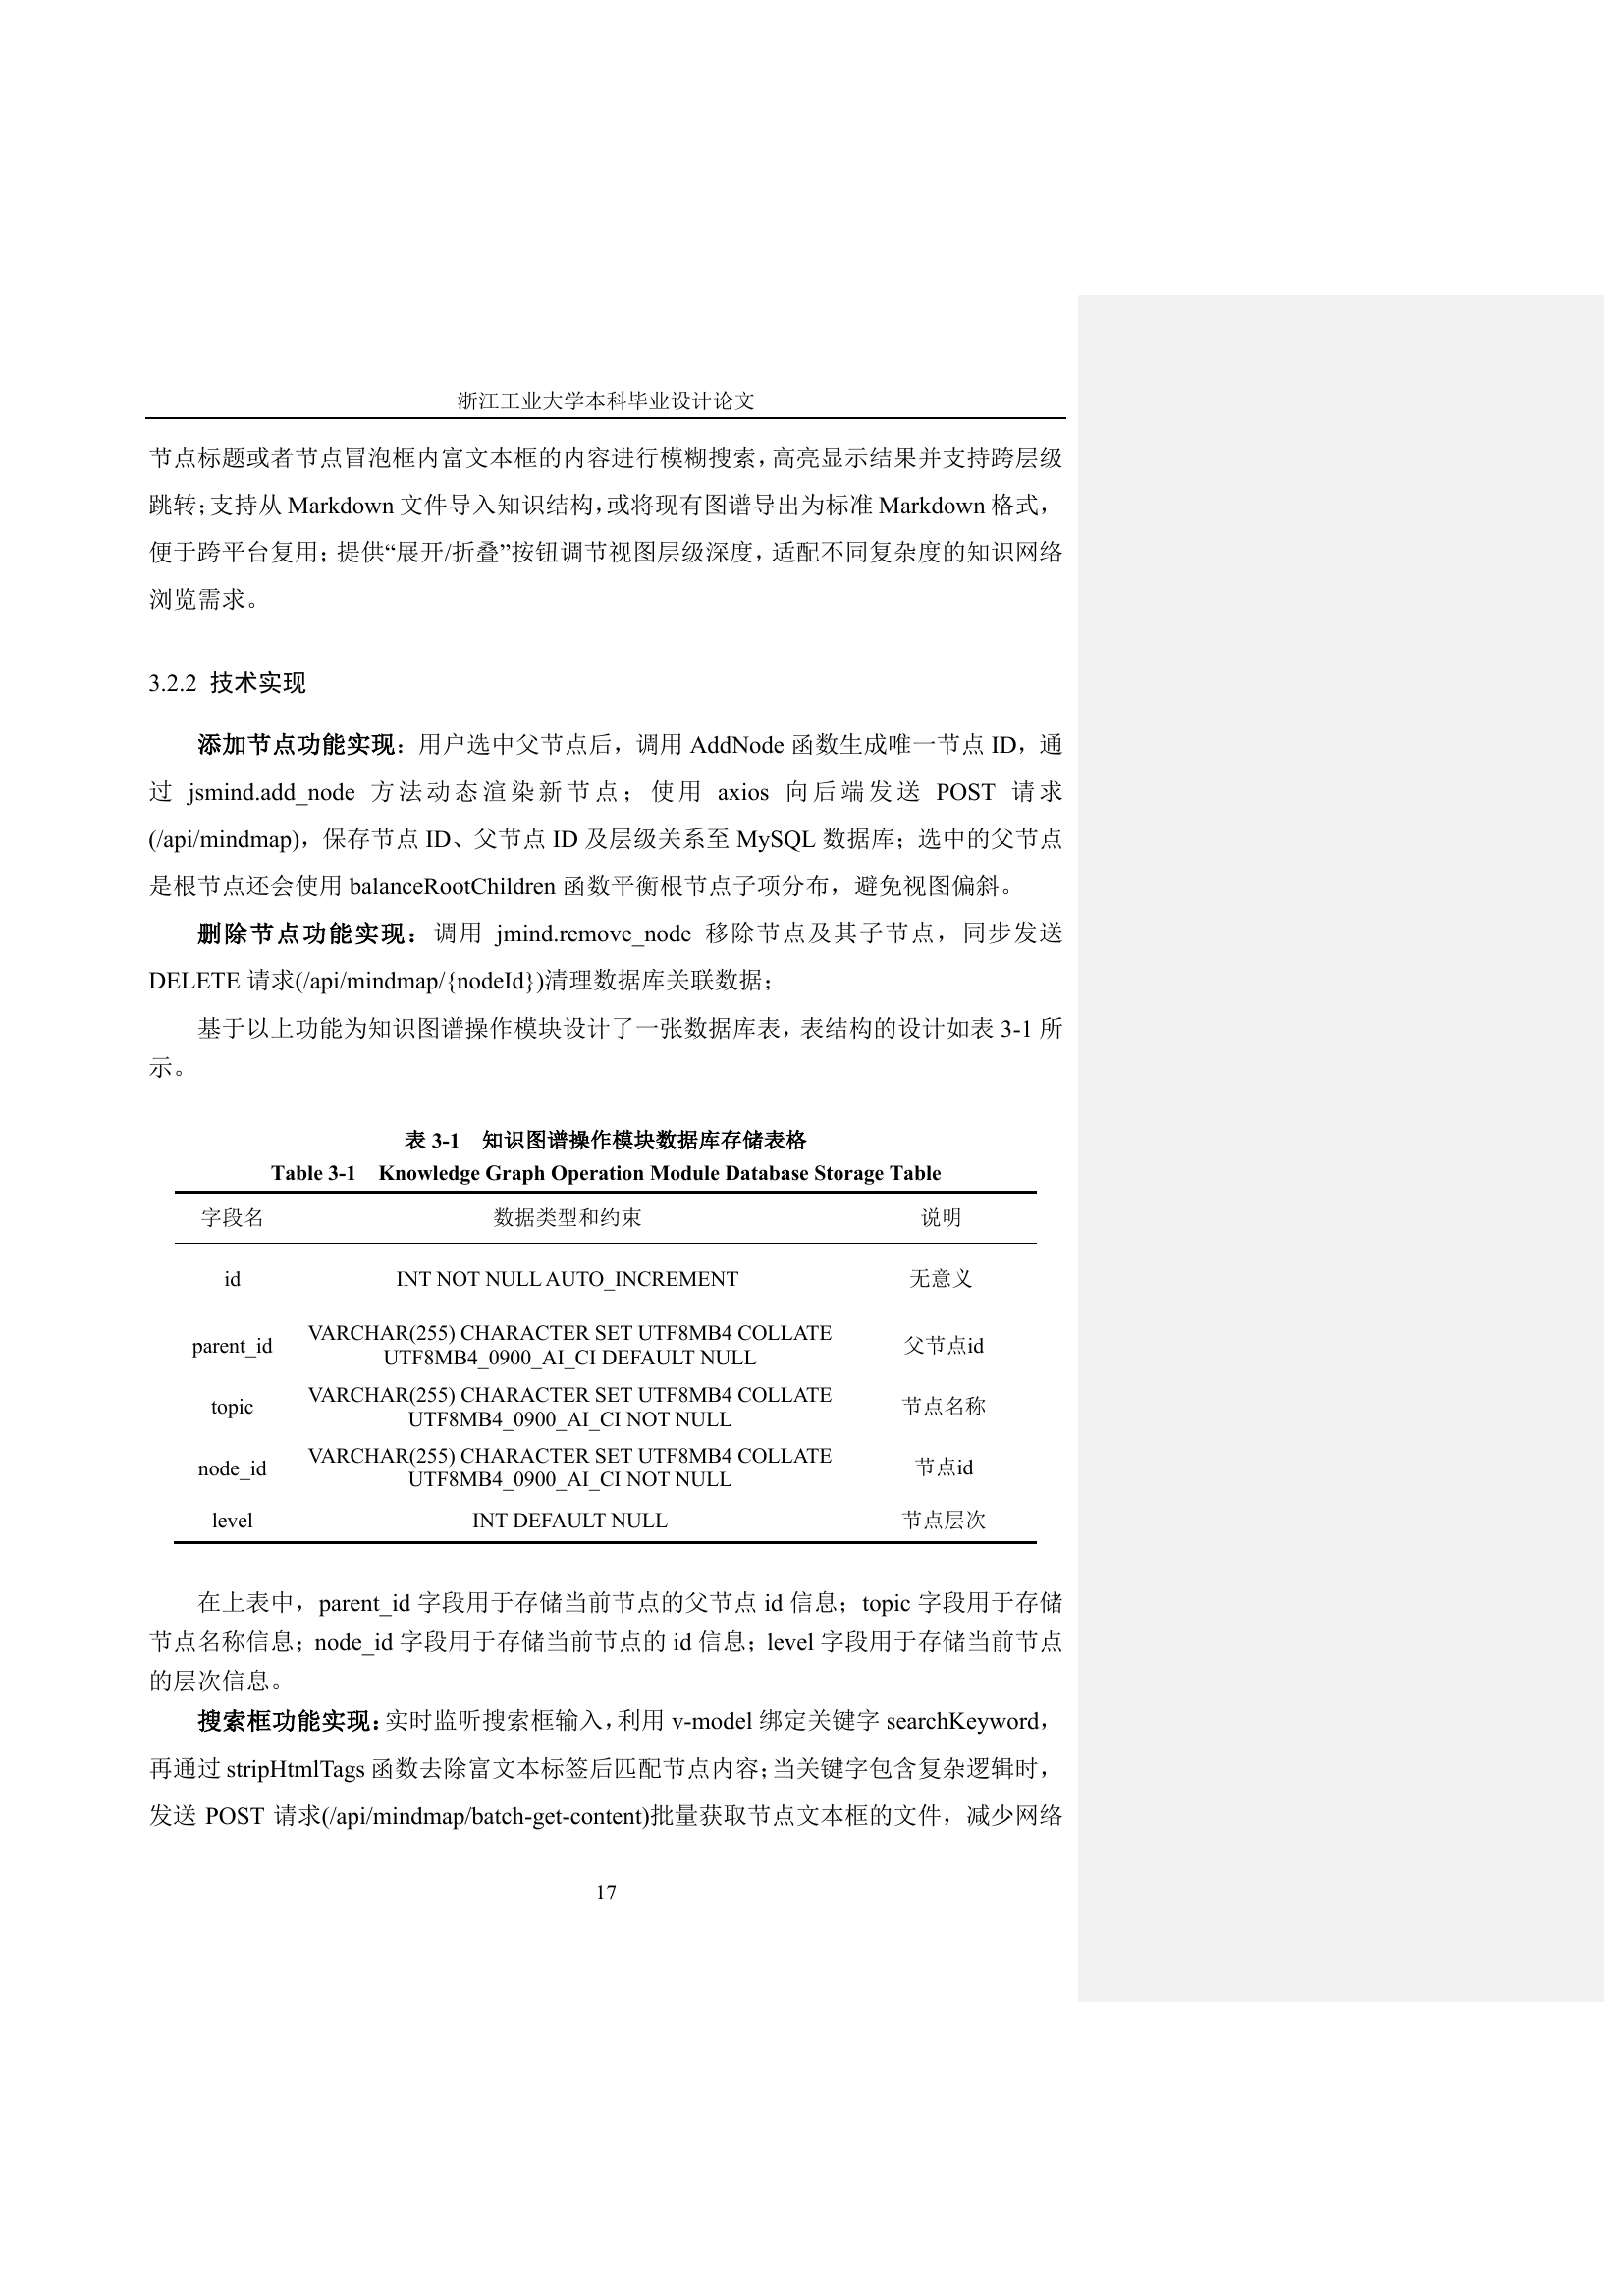 浙江工业大学本科毕业设计论文
节点标题或者节点冒泡框内富文本框的内容进行模糊搜索，高亮显示结果并支持跨层级
跳转；支持从 Markdown 文件导入知识结构，或将现有图谱导出为标准 Markdown 格式，
便于跨平台复用；提供“展开/折叠”按钮调节视图层级深度，适配不同复杂度的知识网络
浏览需求。
3.2.2 技术实现
添加节点功能实现：用户选中父节点后，调用 AddNode 函数生成唯一节点 ID，通
过 jsmind.add_node 方法动态渲染新节点；使用 axios 向后端发送 POST 请求
(/api/mindmap)，保存节点 ID、父节点 ID 及层级关系至 MySQL 数据库；选中的父节点
是根节点还会使用 balanceRootChildren 函数平衡根节点子项分布，避免视图偏斜。
删除节点功能实现：调用 jmind.remove_node 移除节点及其子节点，同步发送
DELETE 请求(/api/mindmap/{nodeId})清理数据库关联数据；
基于以上功能为知识图谱操作模块设计了一张数据库表，表结构的设计如表 3-1 所
示。
表 3-1 知识图谱操作模块数据库存储表格
Table 3-1 Knowledge Graph Operation Module Database Storage Table
字段名 数据类型和约束 说明
id INT NOT NULL AUTO_INCREMENT 无意义
parent_id VARCHAR(255) CHARACTER SET UTF8MB4 COLLATE
UTF8MB4_0900_AI_CI DEFAULT NULL 父节点id
topic VARCHAR(255) CHARACTER SET UTF8MB4 COLLATE
UTF8MB4_0900_AI_CI NOT NULL 节点名称
node_id VARCHAR(255) CHARACTER SET UTF8MB4 COLLATE
UTF8MB4_0900_AI_CI NOT NULL 节点id
level INT DEFAULT NULL 节点层次
在上表中，parent_id 字段用于存储当前节点的父节点 id 信息；topic 字段用于存储
节点名称信息；node_id 字段用于存储当前节点的 id 信息；level 字段用于存储当前节点
的层次信息。
搜索框功能实现：实时监听搜索框输入，利用 v-model 绑定关键字 searchKeyword，
再通过 stripHtmlTags 函数去除富文本标签后匹配节点内容；当关键字包含复杂逻辑时，
发送 POST 请求(/api/mindmap/batch-get-content)批量获取节点文本框的文件，减少网络
17